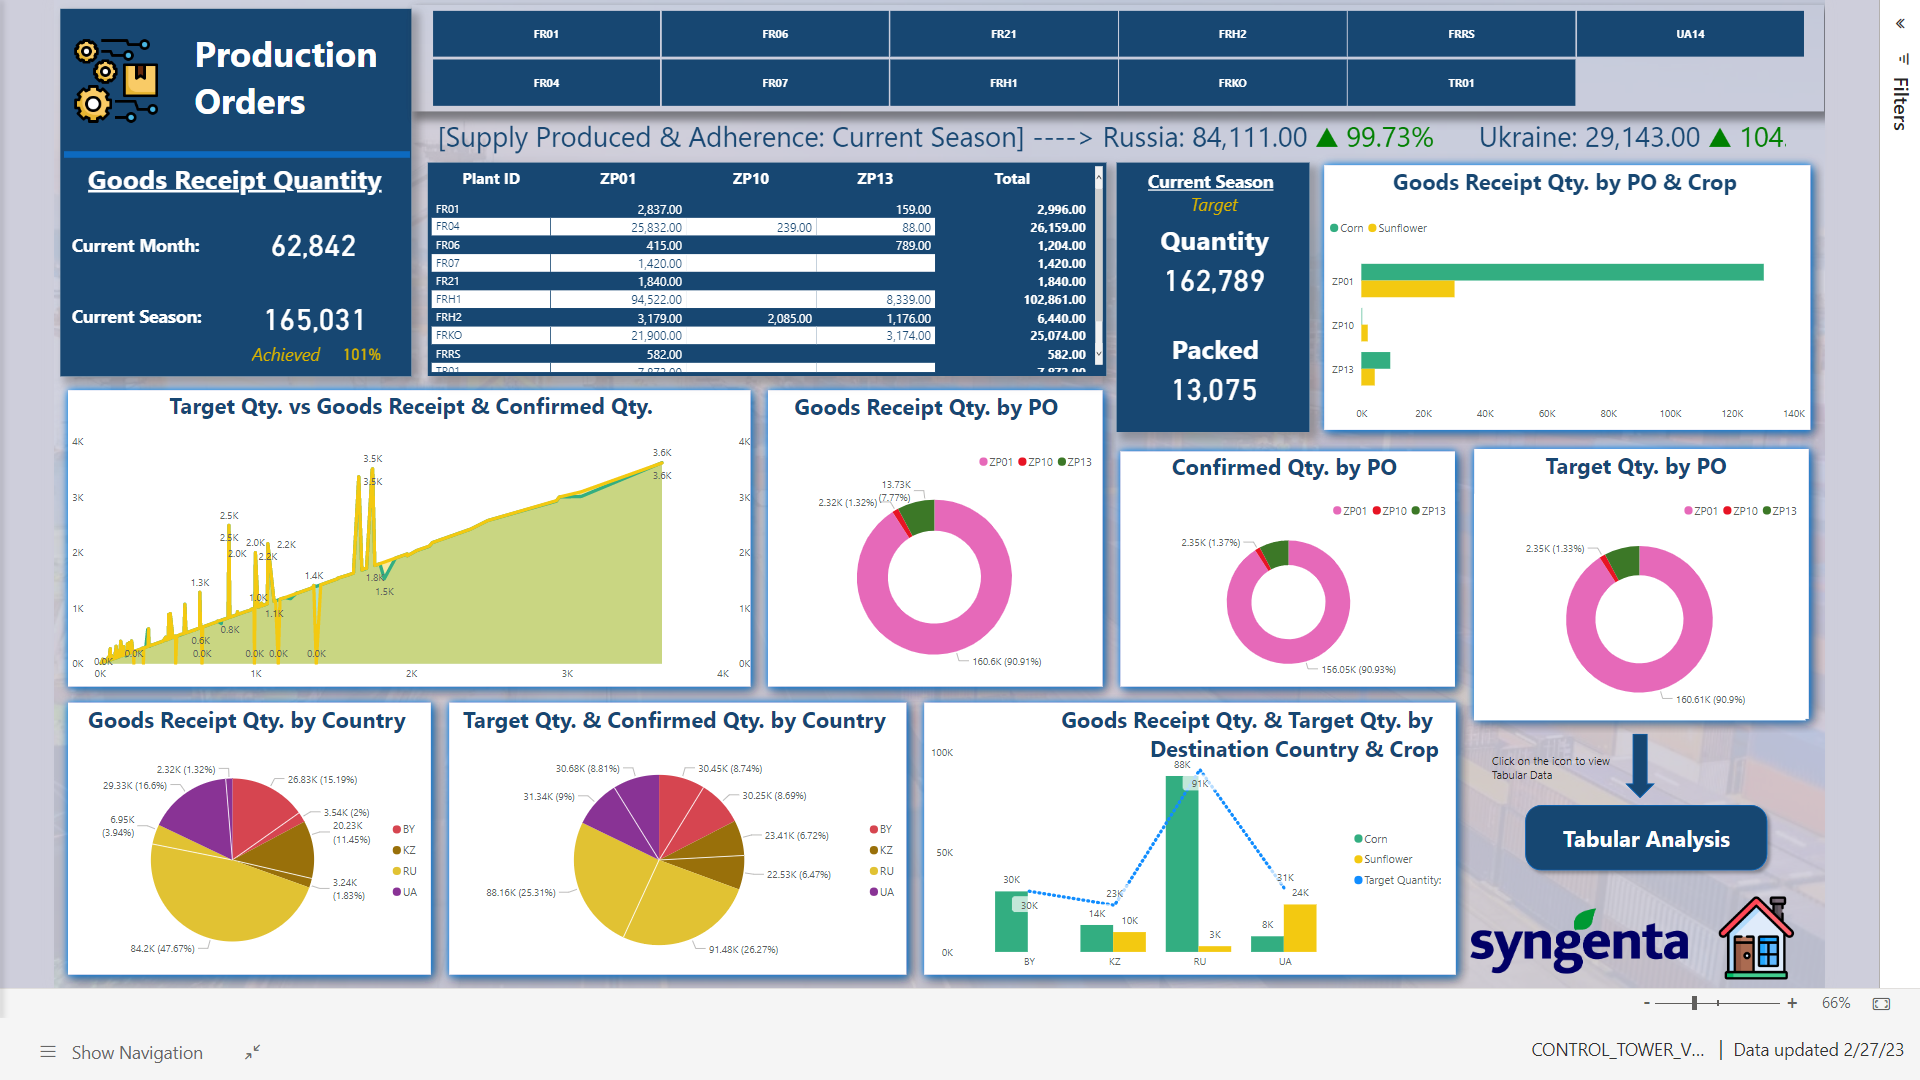 Production
Orders
FR01 FR06 FR21 FRH2 FRRS UA14
FR04 FR07 FRH1 FRKO TR01
Filters
[Supply Produced & Adherence: Current Season] ----> Russia: 84,111.00 ▲ 99.73% Ukraine: 29,143.00 ▲ 104.
Goods Receipt Quantity
Current Month: 62,842
Current Season: 165,031
Achieved 101%
Plant ID ZP01 ZP10 ZP13 Total
FR01 2,837.00 159.00 2,996.00
FR04 25,832.00 239.00 88.00 26,159.00
FR06 415.00 789.00 1,204.00
FR07 1,420.00 1,420.00
FR21 1,840.00 1,840.00
FRH1 94,522.00 8,339.00 102,861.00
FRH2 3,179.00 2,085.00 1,176.00 6,440.00
FRKO 21,900.00 3,174.00 25,074.00
FRRS 582.00 582.00
TR01 7,872.00 7,872.00
Current Season
Target
Quantity
162,789
Packed
13,075
Goods Receipt Qty. by PO & Crop
Corn Sunflower
ZP01
ZP10
ZP13
0K 20K 40K 60K 80K 100K 120K 140K
Target Qty. vs Goods Receipt & Confirmed Qty.
4K 4K
3.5K 3.6K
3.5K 3.6K
3K 3K
2.5K
2.5K 2.0K 2.2K
2K 2.0K 2.2K 2K
1.3K 1.4K 1.8K
1.0K 1.5K
1K 1.1K 1K
0.8K
0.6K
0.0K 0.0K 0.0K 0.0K 0.0K
0K 0.0K 0K
0K 1K 2K 3K 4K
Goods Receipt Qty. by PO
ZP01 ZP10 ZP13
13.73K
(7.77%)
2.32K (1.32%)
160.6K (90.91%)
Confirmed Qty. by PO
ZP01 ZP10 ZP13
2.35K (1.37%)
156.05K (90.93%)
Target Qty. by PO
ZP01 ZP10 ZP13
2.35K (1.33%)
160.61K (90.9%)
Goods Receipt Qty. by Country
2.32K (1.32%)
29.33K (16.6%)
6.95K
(3.94%)
26.83K (15.19%)
3.54K (2%)
20.23K
(11.45%)
3.24K
(1.83%)
84.2K (47.67%)
BY
KZ
RU
UA
Target Qty. & Confirmed Qty. by Country
30.68K (8.81%)
31.34K (9%)
30.45K (8.74%)
30.25K (8.69%)
23.41K (6.72%)
22.53K (6.47%)
88.16K (25.31%)
91.48K (26.27%)
BY
KZ
RU
UA
Goods Receipt Qty. & Target Qty. by
Destination Country & Crop
100K
50K
0K
88K
91K
30K
30K
23K
14K
10K
3K
31K
24K
8K
BY KZ RU UA
Corn
Sunflower
Target Quantity:
Click on the icon to view
Tabular Data
Tabular Analysis
syngenta
- + 66%
Show Navigation
CONTROL_TOWER_V... | Data updated 2/27/23